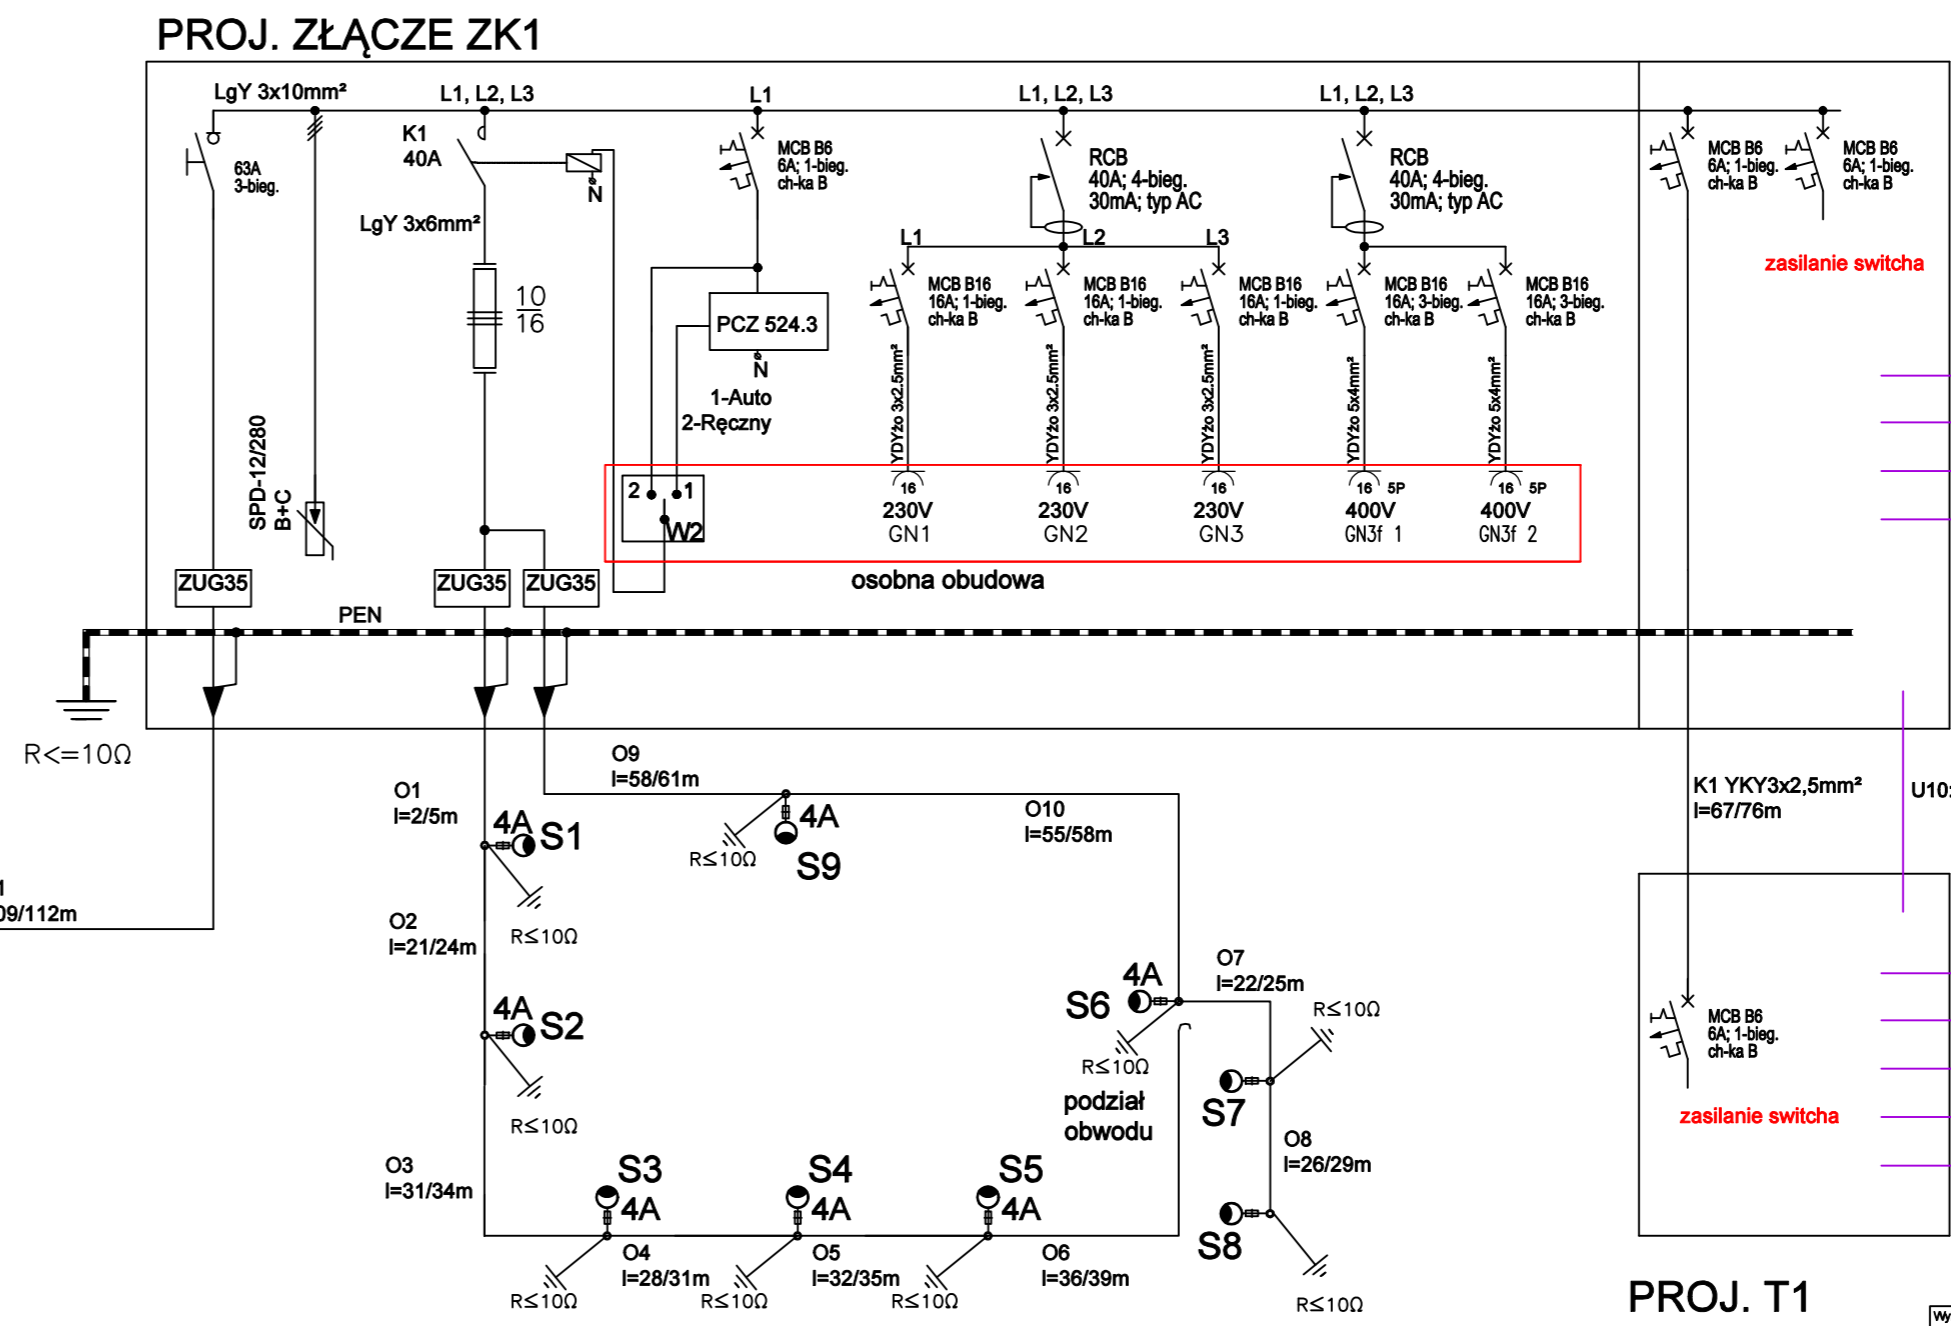 PROJ. ZŁĄCZE ZK1
LgY 3x10mm²
L1, L2, L3
L1
L1, L2, L3
L1, L2, L3
63A
3-bieg.
K1
40A
N
MCB B6
6A; 1-bieg.
ch-ka B
RCB
40A; 4-bieg.
30mA; typ AC
RCB
40A; 4-bieg.
30mA; typ AC
MCB B6
6A; 1-bieg.
ch-ka B
MCB B6
6A; 1-bieg.
ch-ka B
zasilanie switcha
LgY 3x6mm²
10
16
L1
L2
L3
MCB B16
16A; 1-bieg.
ch-ka B
MCB B16
16A; 1-bieg.
ch-ka B
MCB B16
16A; 1-bieg.
ch-ka B
MCB B16
16A; 3-bieg.
ch-ka B
MCB B16
16A; 3-bieg.
ch-ka B
PCZ 524.3
N
1-Auto
2-Ręczny
YDYżo 3x2.5mm²
YDYżo 3x2.5mm²
YDYżo 3x2.5mm²
YDYżo 5x4mm²
YDYżo 5x4mm²
SPD-12/280
B+C
2
1
W2
16
230V
GN1
16
230V
GN2
16
230V
GN3
16 5P
400V
GN3f 1
16 5P
400V
GN3f 2
osobna obudowa
ZUG35
ZUG35
ZUG35
PEN
R<=10Ω
O9
l=58/61m
O1
l=2/5m
4A
S1
R≤10Ω
4A
S9
R≤10Ω
O10
l=55/58m
K1 YKY3x2,5mm²
l=67/76m
09/112m
O2
l=21/24m
4A
S2
R≤10Ω
4A
S6
R≤10Ω
podział
obwodu
O7
l=22/25m
R≤10Ω
S7
O8
l=26/29m
S8
R≤10Ω
MCB B6
6A; 1-bieg.
ch-ka B
zasilanie switcha
O3
l=31/34m
S3
4A
S4
4A
S5
4A
O4
l=28/31m
O5
l=32/35m
O6
l=36/39m
R≤10Ω
R≤10Ω
R≤10Ω
PROJ. T1